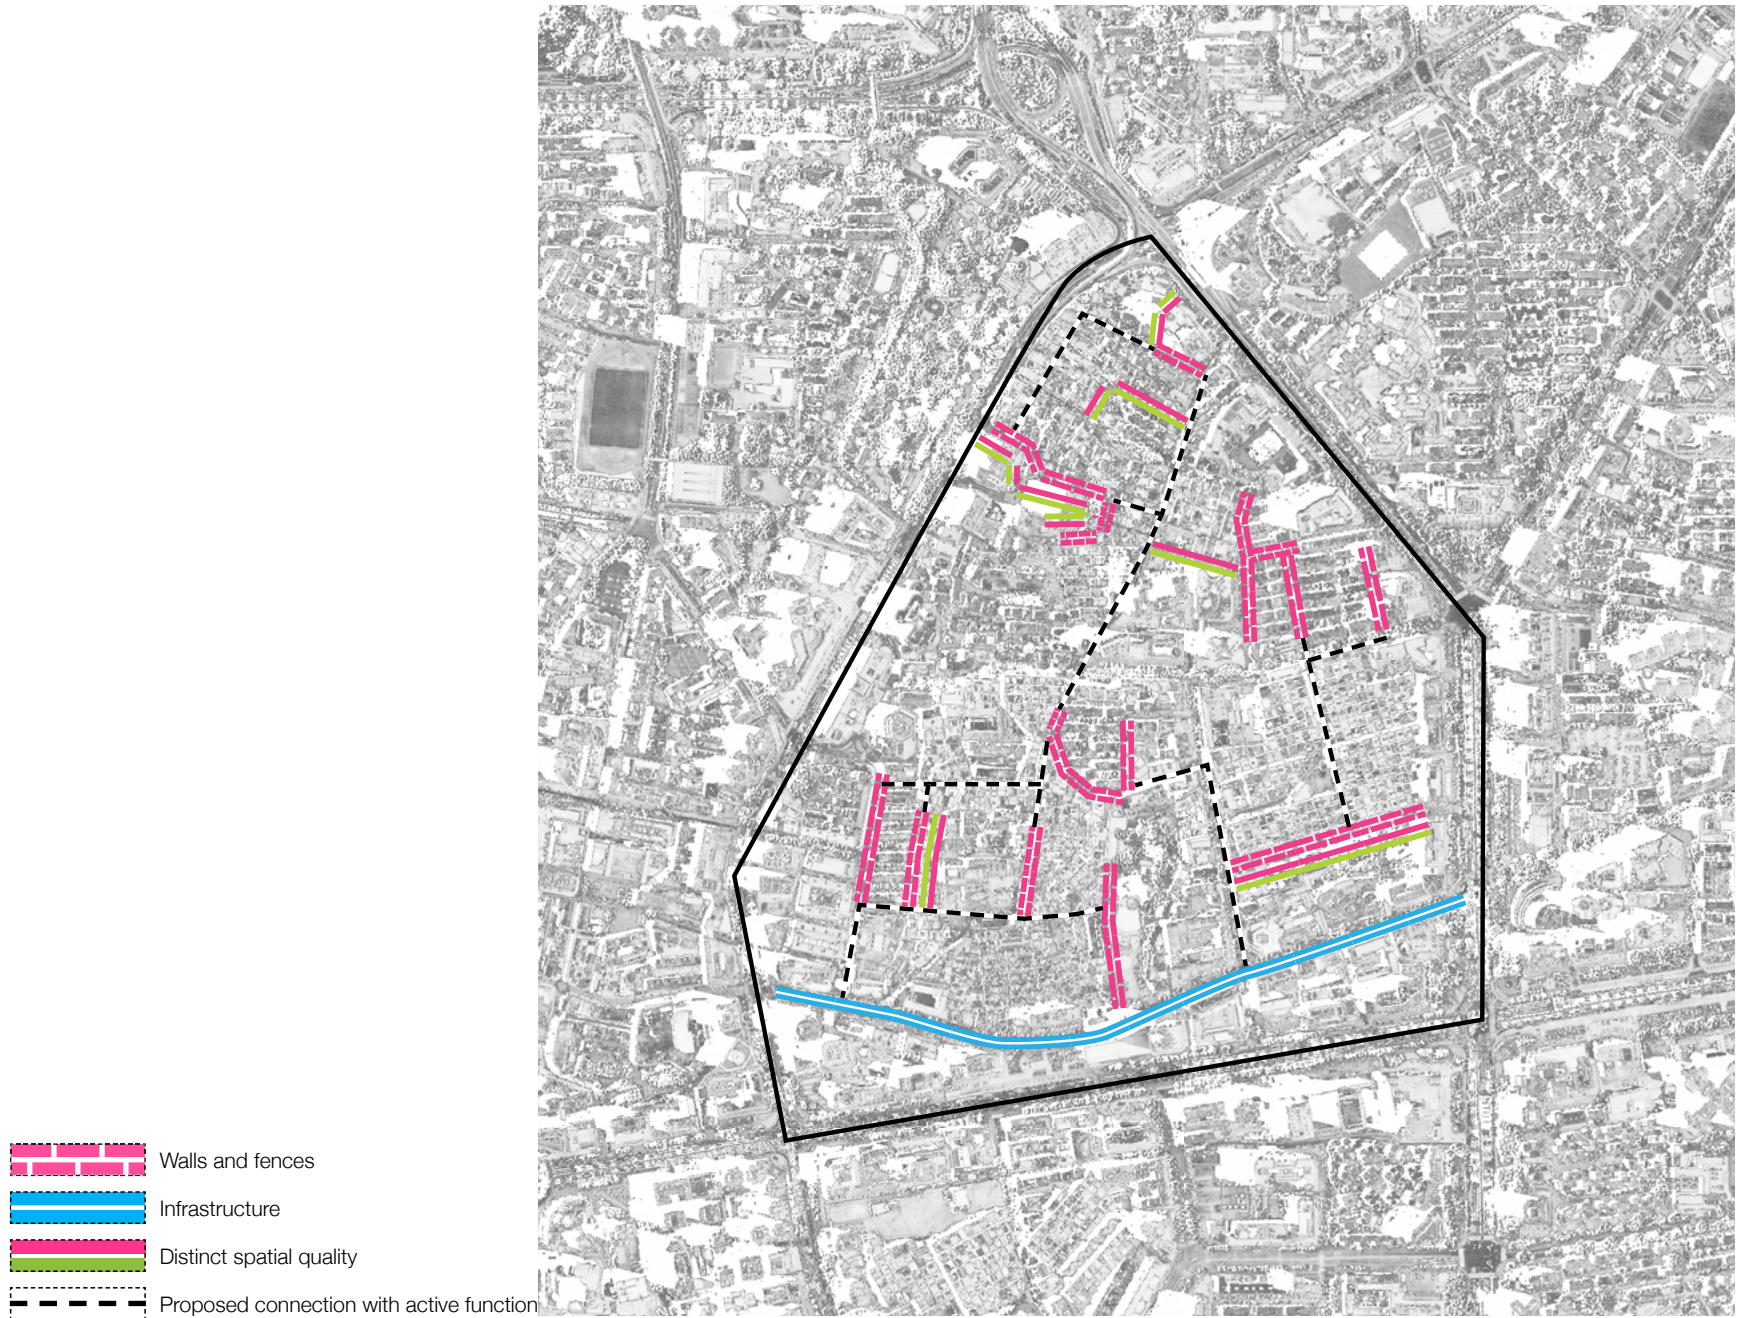 Walls and fences
Infrastructure
Distinct spatial quality
Proposed connection with active function